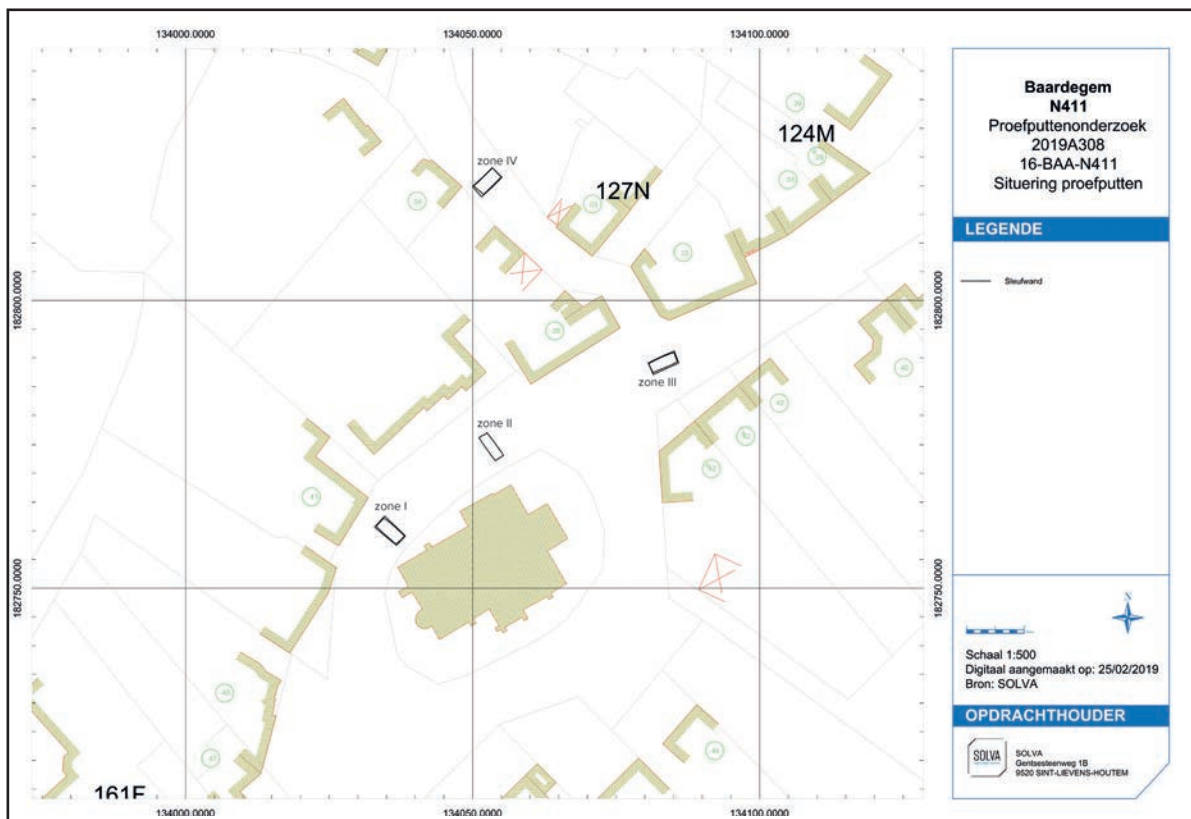 134000.0000 134050.0000 134100.0000
124M
zone IV
127N
182800.0000 182800.0000
zone III
zone II
41
zone I
182750.0000 182750.0000
161F
134000.0000 134050.0000 134100.0000
Baardegem
N411
Proefputtenonderzoek
2019A308
16-BAA-N411
Situering proefputten
LEGENDE
Sleufwand
N
Schaal 1:500
Digitaal aangemaakt op: 25/02/2019
Bron: SOLVA
OPDRACHTHOUDER
SOLVA
SOLVA
Gentsesteenweg 1B
9520 SINT-LIEVENS-HOUTEM